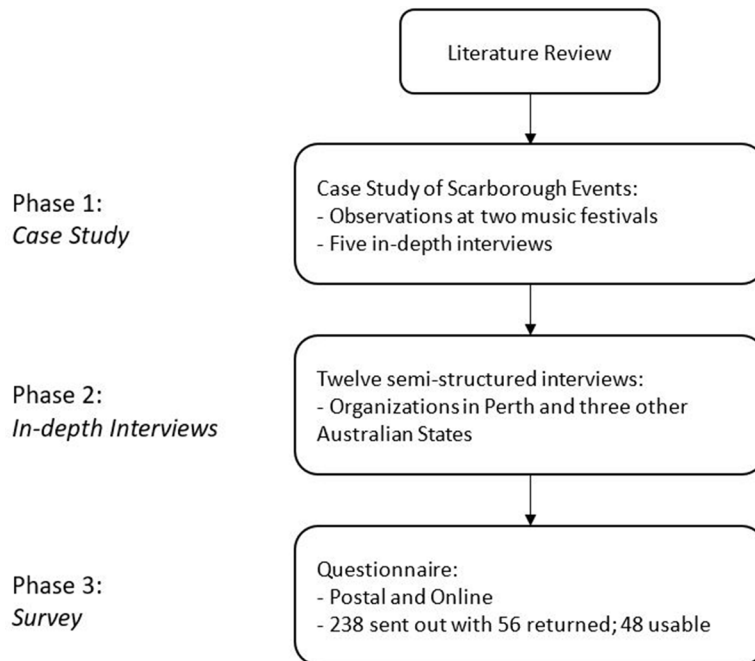 Literature Review
Phase 1:
Case Study
Case Study of Scarborough Events:
- Observations at two music festivals
- Five in-depth interviews
Phase 2:
In-depth Interviews
Twelve semi-structured interviews:
- Organizations in Perth and three other
Australian States
Phase 3:
Survey
Questionnaire:
- Postal and Online
- 238 sent out with 56 returned; 48 usable